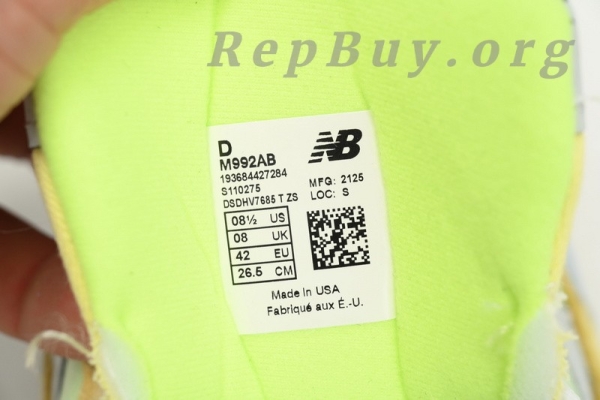 RepBuy.org
D
M992AB
193684427284
S110275
DSDHV7685 T ZS
NB
MFG: 2125
LOC: S
08½ US
08 UK
42 EU
26.5 CM
Made In USA
Fabriqué aux É.-U.